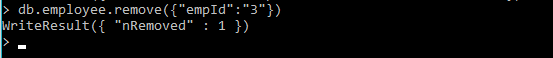 > db.employee.remove({"empId":"3"})
WriteResult({ "nRemoved" : 1 })
>